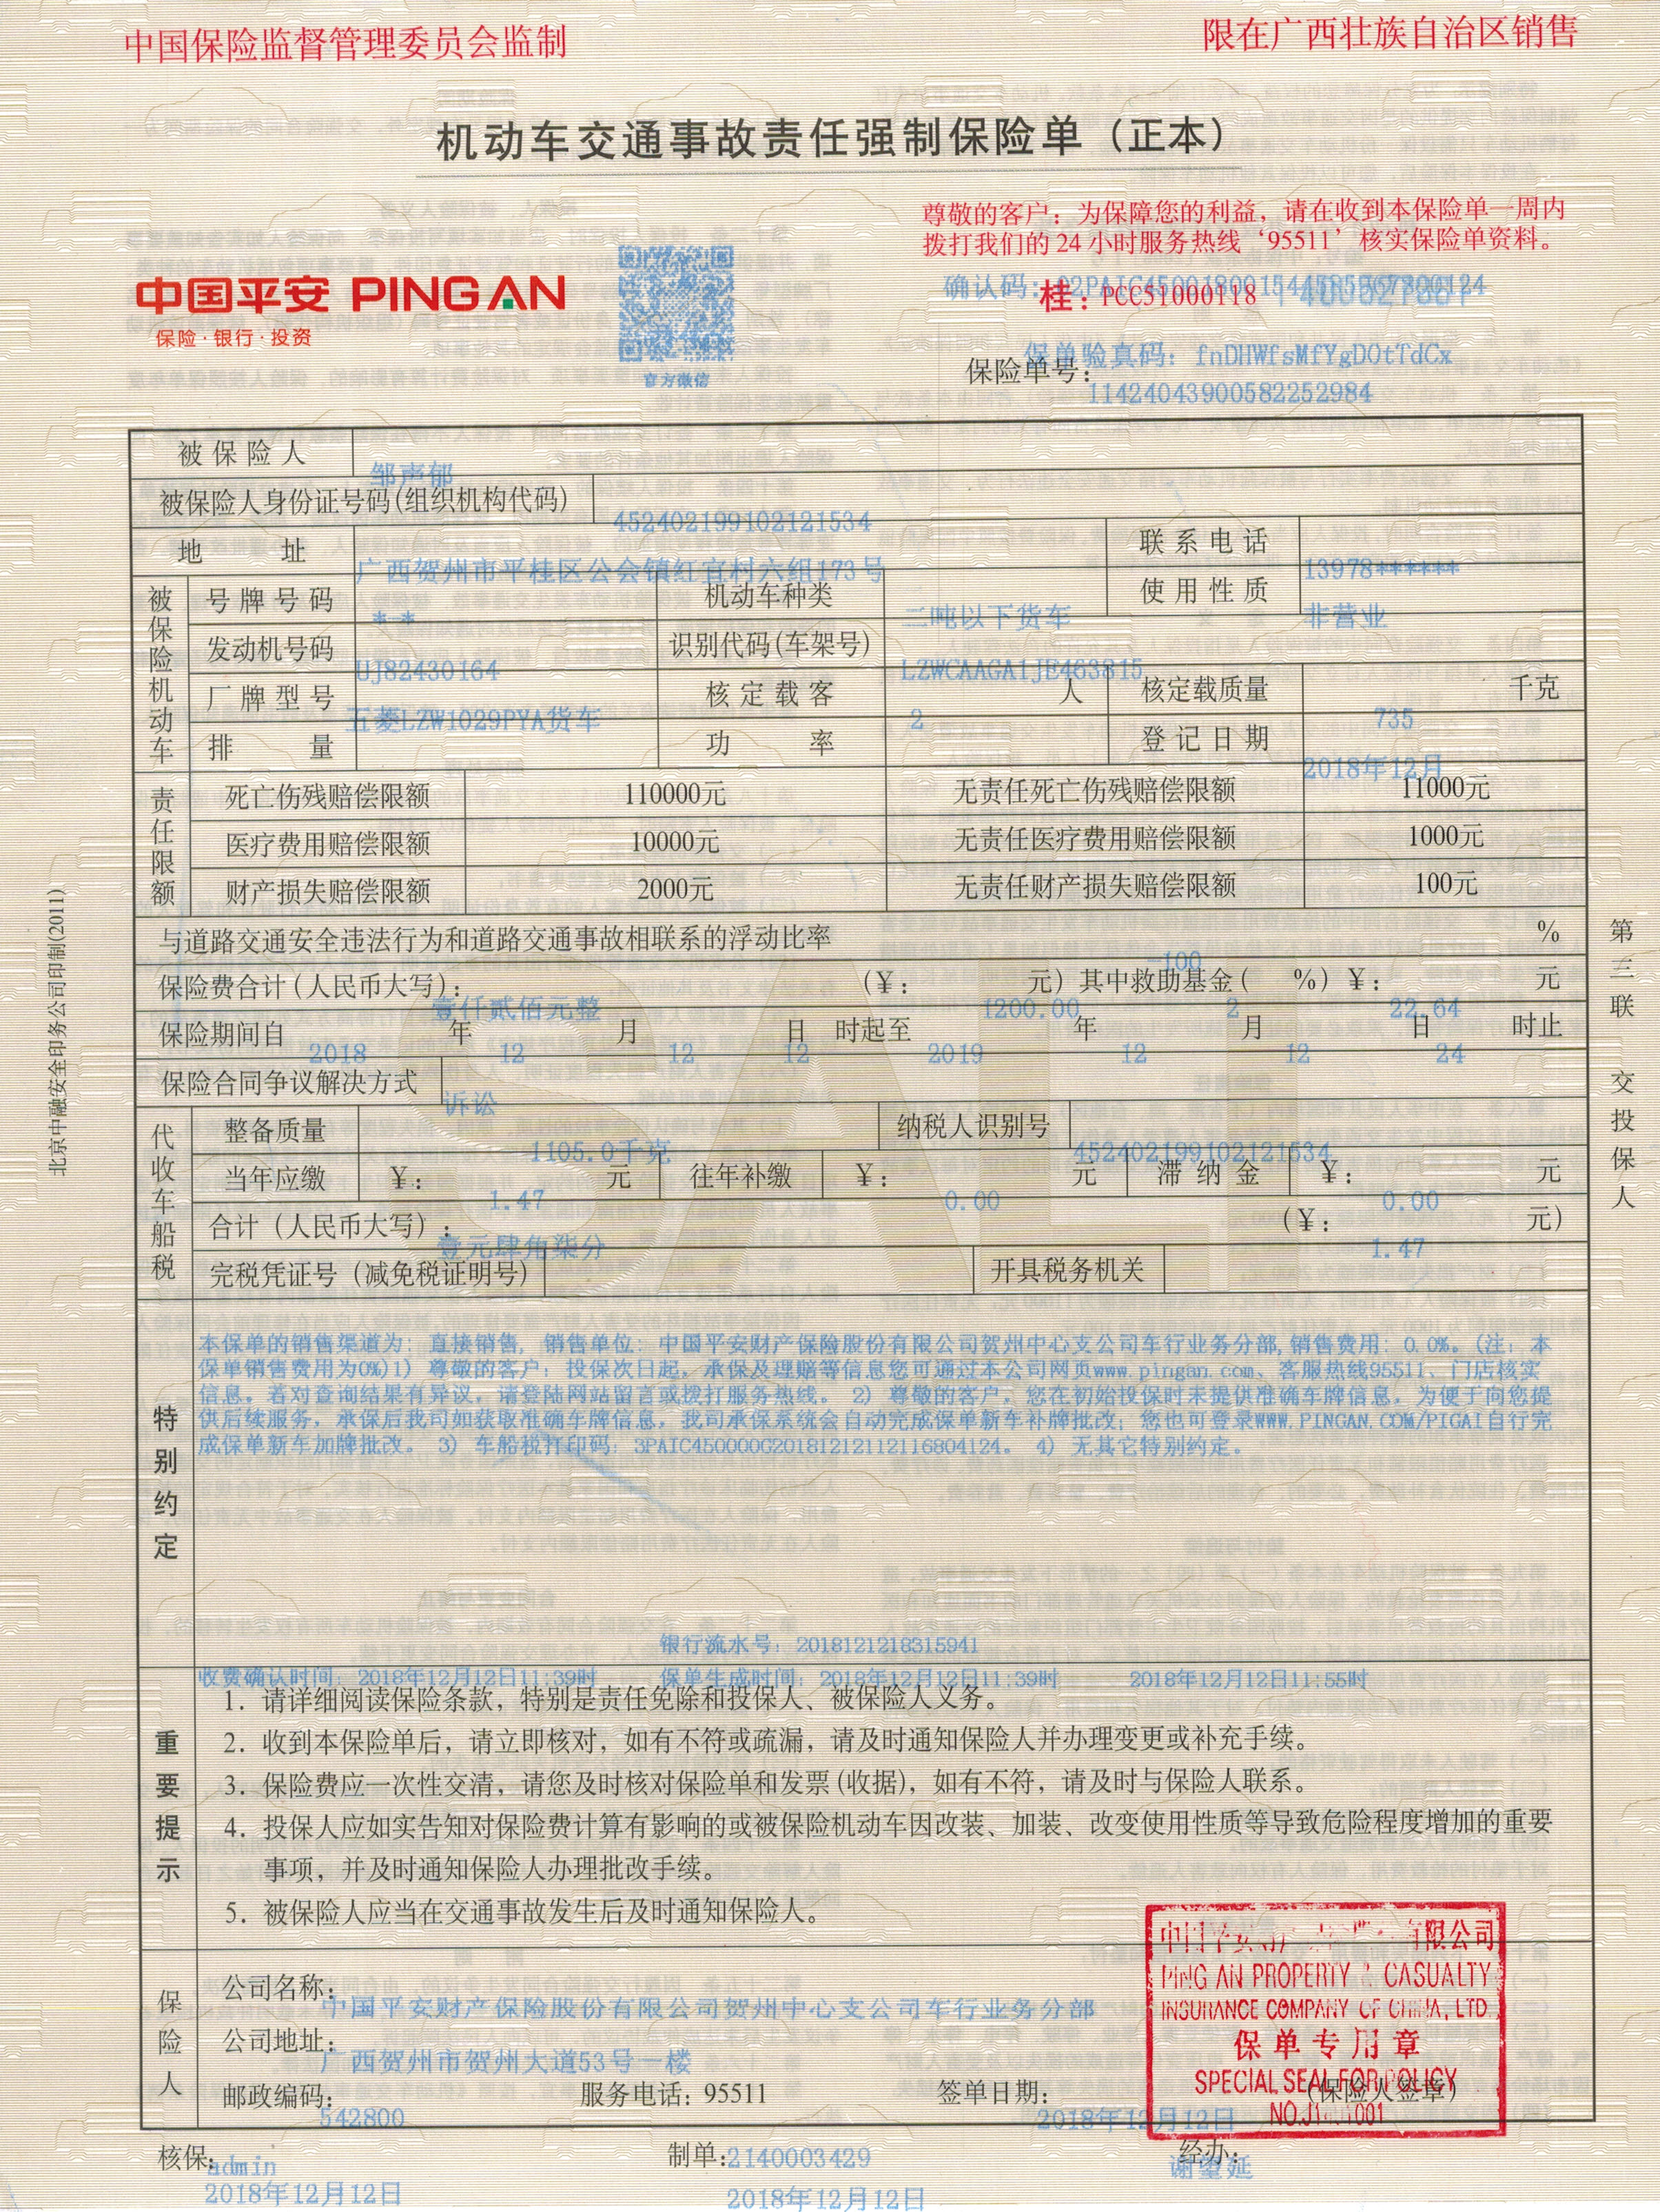 中国保险监督管理委员会监制
限在广西壮族自治区销售
机动车交通事故责任强制保险单（正本）
尊敬的客户：为保障您的利益，请在收到本保险单一周内
拨打我们的 24 小时服务热线‘95511’核实保险单资料。
中国平安 PING AN
保险·银行·投资
官方微信
确认码：
桂：PCC51000118
保单验真码：fnDHWfsMfYgDOtTdCx
保险单号：
11424043900582252984
被保险人 邹声郁
被保险人身份证号码(组织机构代码) 452402199102121534
地址 广西贺州市平桂区公会镇红宜村六组173号 联系电话 13978******
被保险机动车
号牌号码 *-* 机动车种类 二吨以下货车 使用性质 非营业
发动机号码 UJ82430164 识别代码(车架号) LZWCAAGA1JE463815
厂牌型号 五菱LZW1029PYA货车 核定载客 2 人 核定载质量 735 千克
排量 功率 登记日期 2018年12月
责任限额
死亡伤残赔偿限额 110000元 无责任死亡伤残赔偿限额 11000元
医疗费用赔偿限额 10000元 无责任医疗费用赔偿限额 1000元
财产损失赔偿限额 2000元 无责任财产损失赔偿限额 100元
与道路交通安全违法行为和道路交通事故相联系的浮动比率 -100 %
保险费合计(人民币大写)：壹仟贰佰元整 (￥：1200.00 元) 其中救助基金(2 %)￥：22.64 元
保险期间自 2018 年 12 月 12 日 12 时起至 2019 年 12 月 12 日 24 时止
保险合同争议解决方式 诉讼
代收车船税
整备质量 1105.0千克 纳税人识别号 452402199102121534
当年应缴 ￥：1.47 元 往年补缴 ￥：0.00 元 滞纳金 ￥：0.00 元
合计（人民币大写）：壹元肆角柒分 (￥：1.47 元)
完税凭证号（减免税证明号） 开具税务机关
特别约定
本保单的销售渠道为：直接销售，销售单位：中国平安财产保险股份有限公司贺州中心支公司车行业务分部,销售费用：0.0%。(注：本
保单销售费用为0%)1) 尊敬的客户：投保次日起，承保及理赔等信息您可通过本公司网页www.pingan.com、客服热线95511、门店核实
信息。若对查询结果有异议，请登陆网站留言或拨打服务热线。 2) 尊敬的客户：您在初始投保时未提供准确车牌信息，为便于向您提
供后续服务，承保后我司如获取准确车牌信息，我司承保系统会自动完成保单新车补牌批改；您也可登录WWW.PINGAN.COM/PIGAI自行完
成保单新车加牌批改。 3) 车船税打印码：3PAIC450000G20181212112116804124。 4) 无其它特别约定。
银行流水号：2018121218315941
收费确认时间：2018年12月12日11:39时 保单生成时间：2018年12月12日11:39时 2018年12月12日11:55时
重要提示
1．请详细阅读保险条款，特别是责任免除和投保人、被保险人义务。
2．收到本保险单后，请立即核对，如有不符或疏漏，请及时通知保险人并办理变更或补充手续。
3．保险费应一次性交清，请您及时核对保险单和发票(收据)，如有不符，请及时与保险人联系。
4．投保人应如实告知对保险费计算有影响的或被保险机动车因改装、加装、改变使用性质等导致危险程度增加的重要
事项，并及时通知保险人办理批改手续。
5．被保险人应当在交通事故发生后及时通知保险人。
保险人
公司名称：中国平安财产保险股份有限公司贺州中心支公司车行业务分部
公司地址：广西贺州市贺州大道53号一楼
邮政编码：542800 服务电话：95511 签单日期：2018年12月12日 (保险人签章)
有限公司
PING AN PROPERTY & CASUALTY
INSURANCE COMPANY OF CHINA, LTD.
保单专用章
SPECIAL SEAL FOR POLICY
核保：admin 制单:2140003429 经办：
2018年12月12日 2018年12月12日
北京中融安全印务公司印制(2011)
第三联 交投保人
SALI